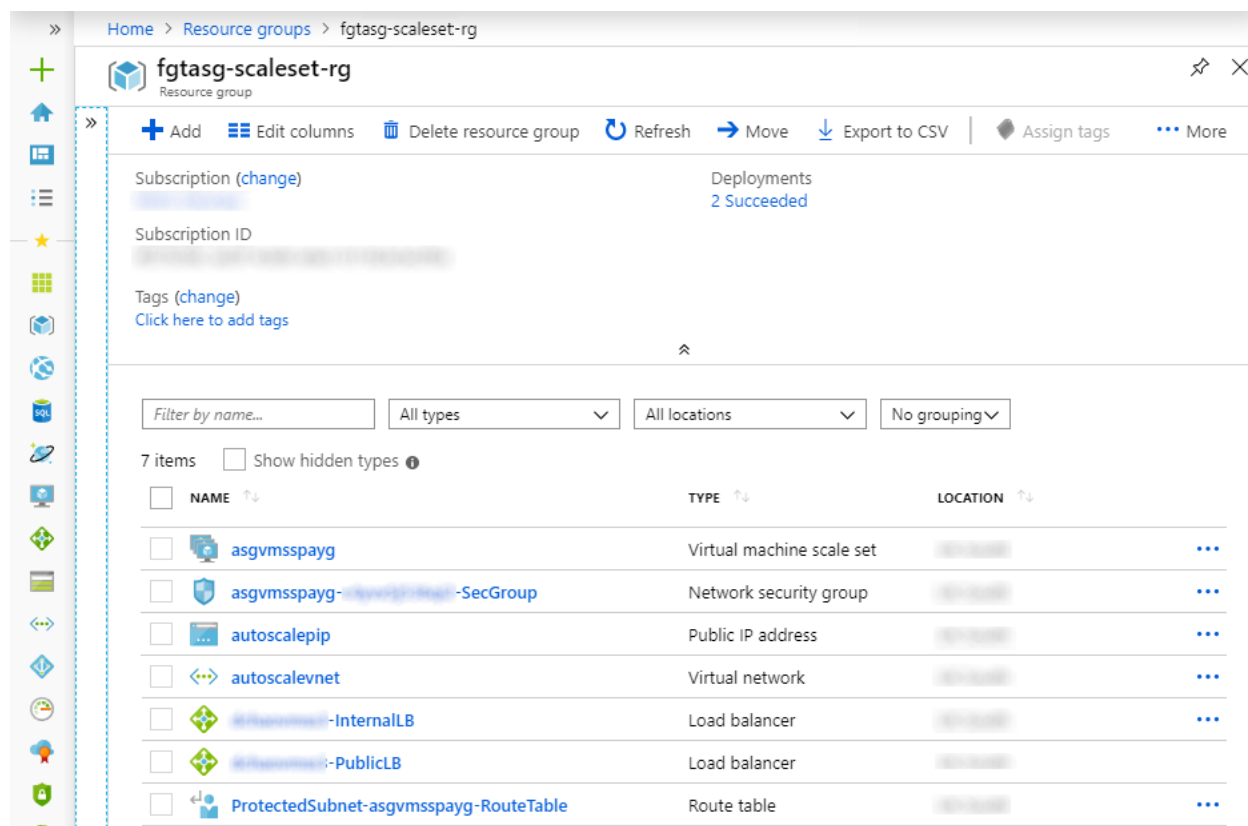 Home > Resource groups > fgtasg-scaleset-rg
fgtasg-scaleset-rg
Resource group
Add Edit columns Delete resource group Refresh Move Export to CSV Assign tags More
Subscription (change) Deployments
2 Succeeded
Subscription ID
Tags (change)
Click here to add tags
Filter by name... All types All locations No grouping
7 items Show hidden types
NAME TYPE LOCATION
asgvmsspayg Virtual machine scale set
asgvmsspayg- -SecGroup Network security group
autoscalepip Public IP address
autoscalevnet Virtual network
-InternalLB Load balancer
-PublicLB Load balancer
ProtectedSubnet-asgvmsspayg-RouteTable Route table
SQL